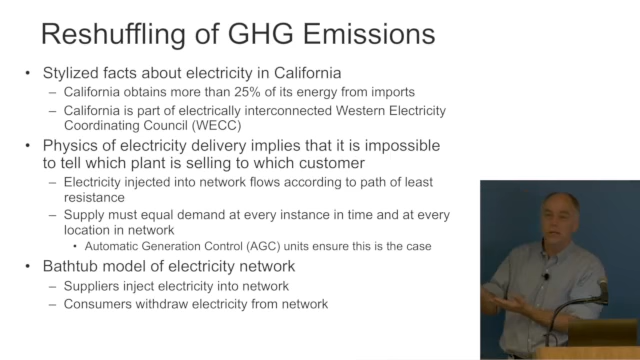 Reshuffling of GHG Emissions
• Stylized facts about electricity in California
– California obtains more than 25% of its energy from imports
– California is part of electrically interconnected Western Electricity
Coordinating Council (WECC)
• Physics of electricity delivery implies that it is impossible
to tell which plant is selling to which customer
– Electricity injected into network flows according to path of least
resistance
– Supply must equal demand at every instance in time and at every
location in network
• Automatic Generation Control (AGC) units ensure this is the case
• Bathtub model of electricity network
– Suppliers inject electricity into network
– Consumers withdraw electricity from network